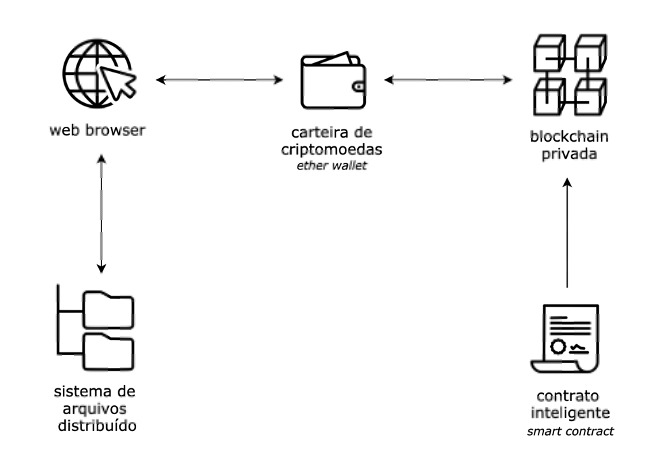 web browser
carteira de
criptomoedas
ether wallet
blockchain
privada
sistema de
arquivos
distribuído
contrato
inteligente
smart contract